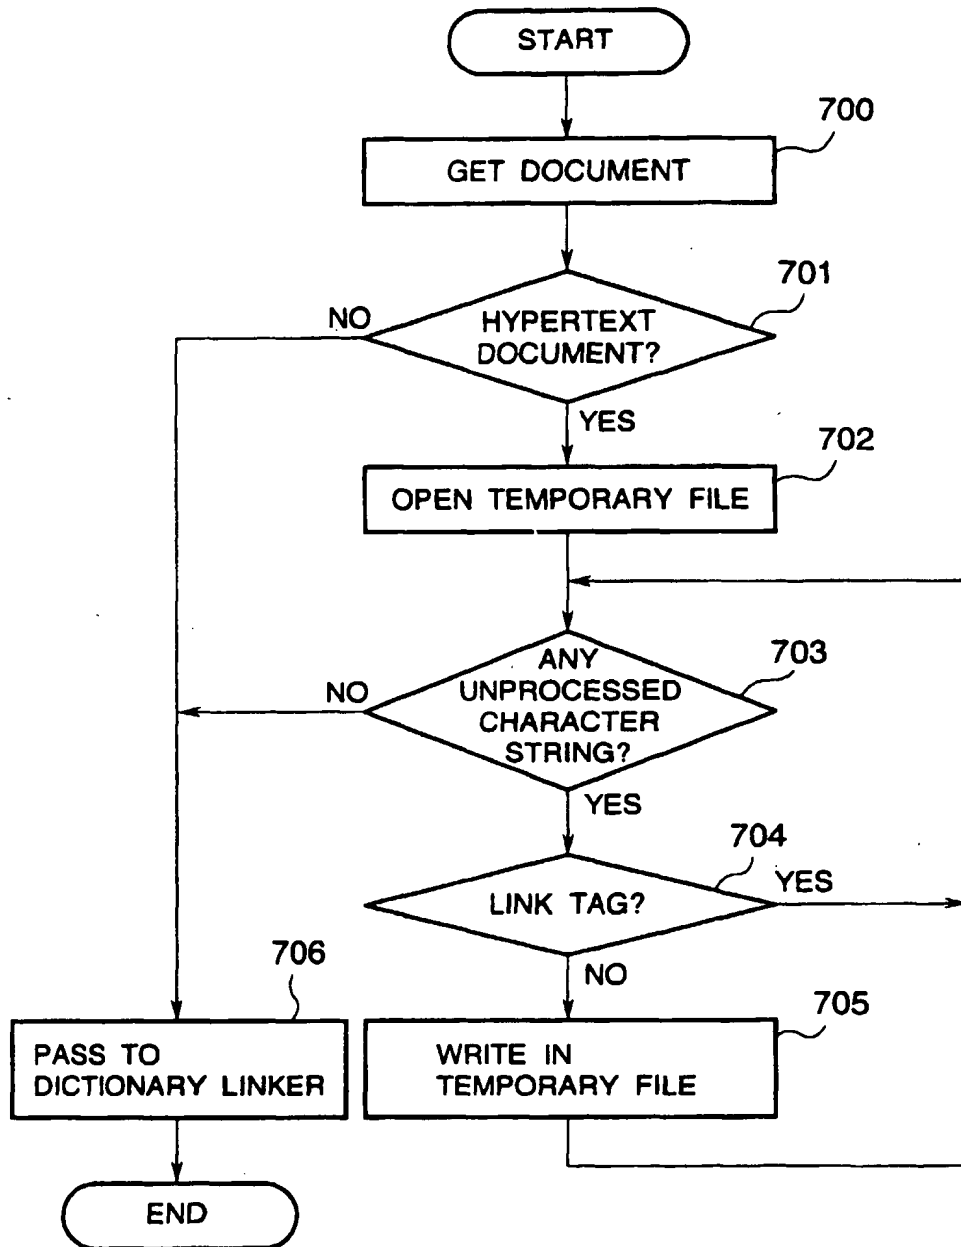 START
700
GET DOCUMENT
701
NO
HYPERTEXT
DOCUMENT?
YES
702
OPEN TEMPORARY FILE
703
NO
ANY
UNPROCESSED
CHARACTER
STRING?
YES
704
LINK TAG?
YES
NO
706
705
PASS TO
DICTIONARY LINKER
WRITE IN
TEMPORARY FILE
END